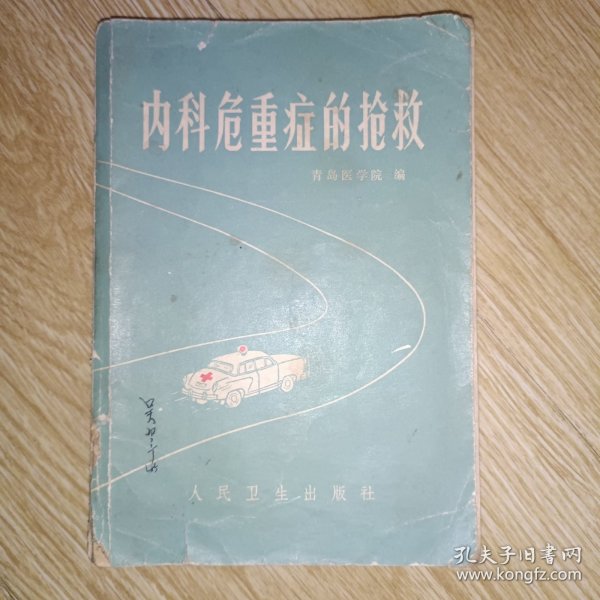 内科危重症的抢救
青岛医学院 编
人民卫生出版社
孔夫子旧书网
www.kongfz.com